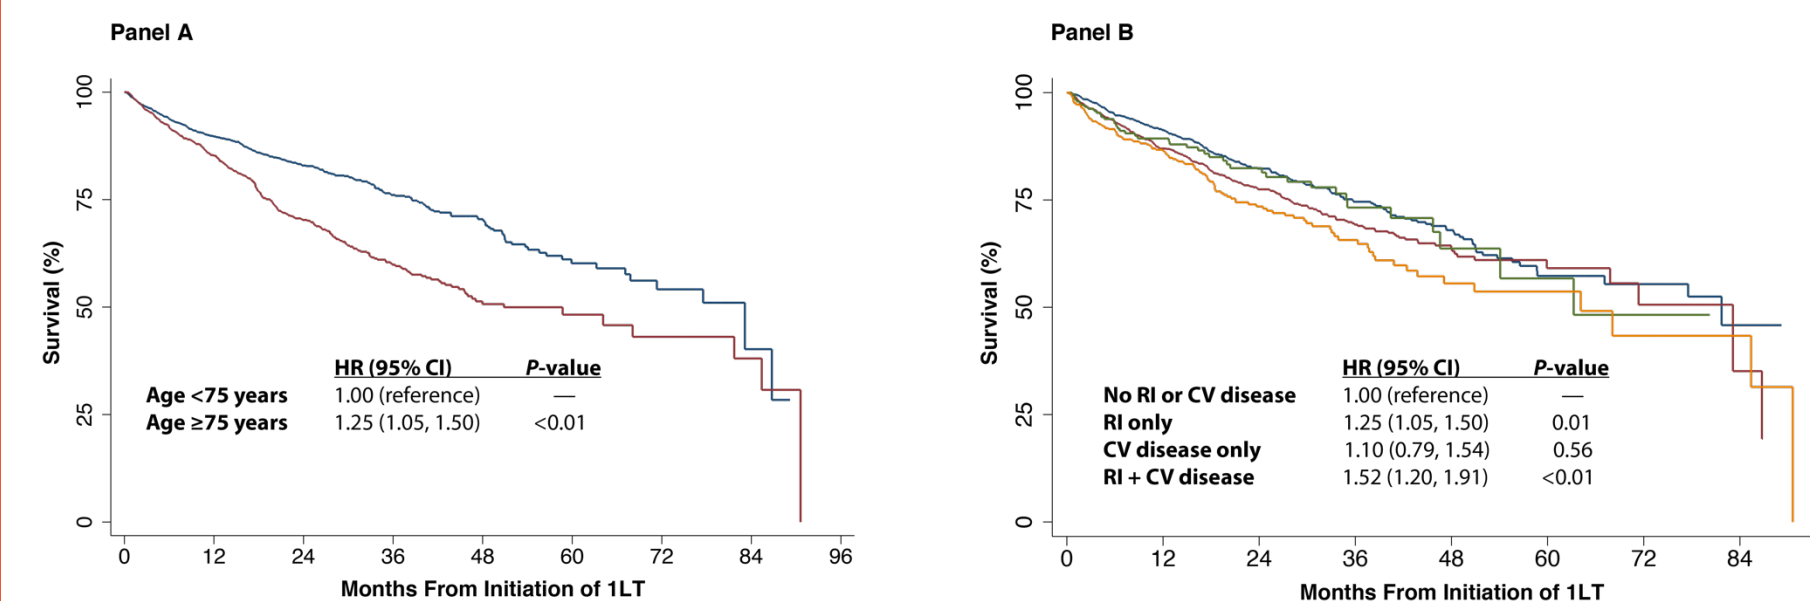 Panel A
100
75
50
25
0
Survival (%)
HR (95% CI) P-value
Age <75 years 1.00 (reference) —
Age ≥75 years 1.25 (1.05, 1.50) <0.01
0 12 24 36 48 60 72 84 96
Months From Initiation of 1LT
Panel B
100
75
50
25
0
Survival (%)
HR (95% CI) P-value
No RI or CV disease 1.00 (reference) —
RI only 1.25 (1.05, 1.50) 0.01
CV disease only 1.10 (0.79, 1.54) 0.56
RI + CV disease 1.52 (1.20, 1.91) <0.01
0 12 24 36 48 60 72 84
Months From Initiation of 1LT